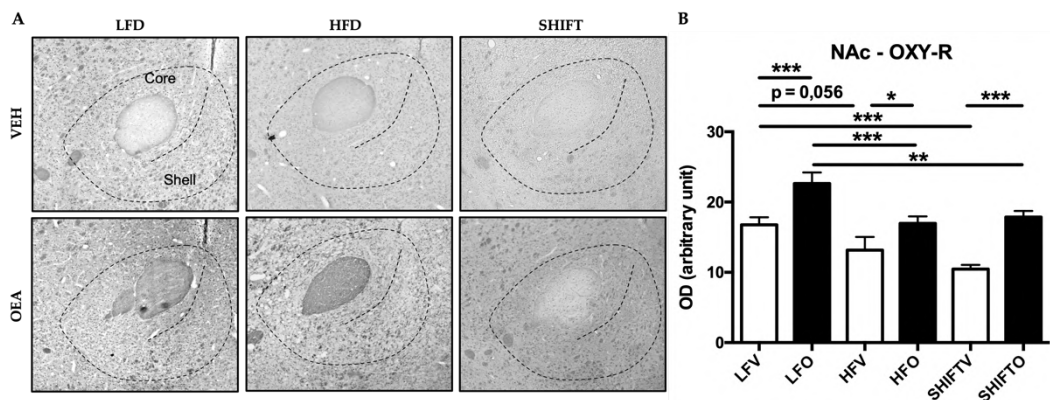 A
LFD HFD SHIFT
VEH
Core
Shell
OEA
B
NAc - OXY-R
***
p = 0,056 * ***
***
***
**
OD (arbitrary unit)
30
20
10
0
LFV LFO HFV HFO SHIFTV SHIFTO